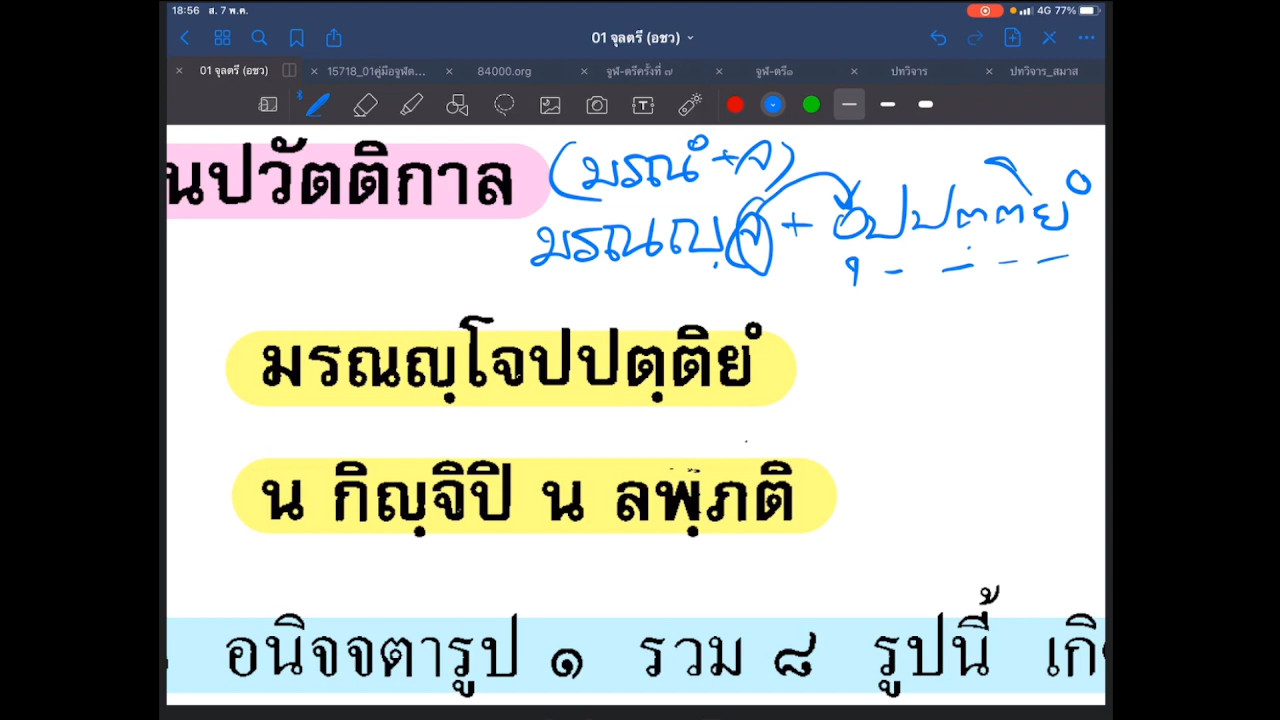 18:56 ส. 7 พ.ค.
4G 77%
01 จุลตรี (อชว)
01 จุลตรี (อชว) 15718_01คู่มือจูฬต... 84000.org จูฬ-ตรีครั้งที่ ๗ จูฬ-ตรี๑ ปทวิจาร ปทวิจาร_สมาส
นปวัตติกาล (มรณํ+จ)
มรณญฺจ + อุปปตฺติยํ
มรณญฺโจปปตฺติยํ
น กิญฺจิปิ น ลพฺภติ
อนิจจตารูป ๑ รวม ๘ รูปนี้ เกิ